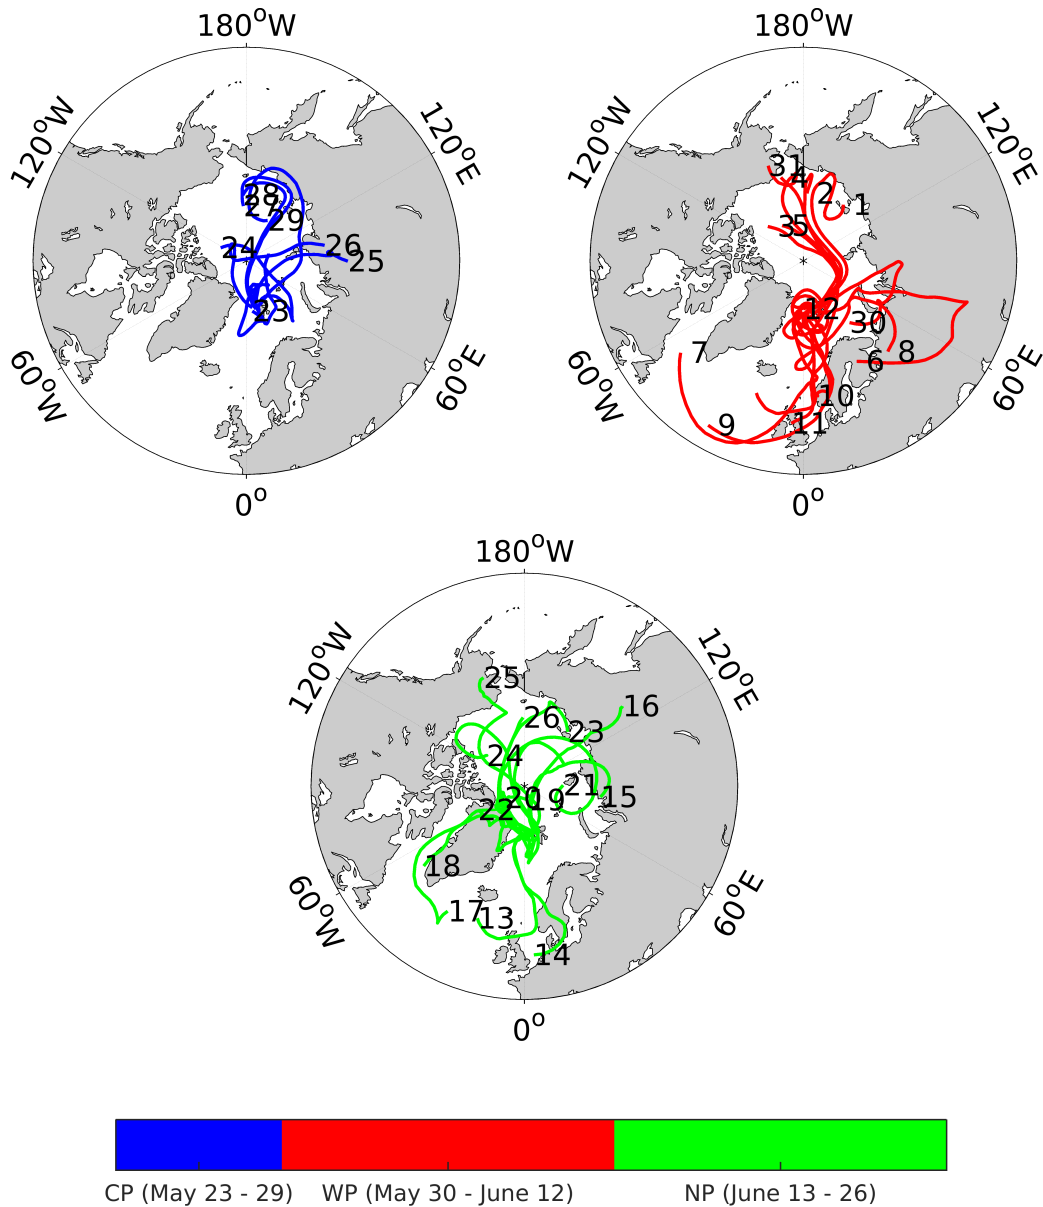 180°W 180°W
120°W 120°E 120°W 120°E
31 4
28 2 1
27 29 35
24 26 25
23 12 30
7 6 8
60°W 60°E 60°W 60°E
10
9 11
0° 0°
180°W
120°W 120°E
25 16
26 23
24
21 15
20 19
22
18
17 13
60°W 60°E
14
0°
CP (May 23 - 29) WP (May 30 - June 12) NP (June 13 - 26)